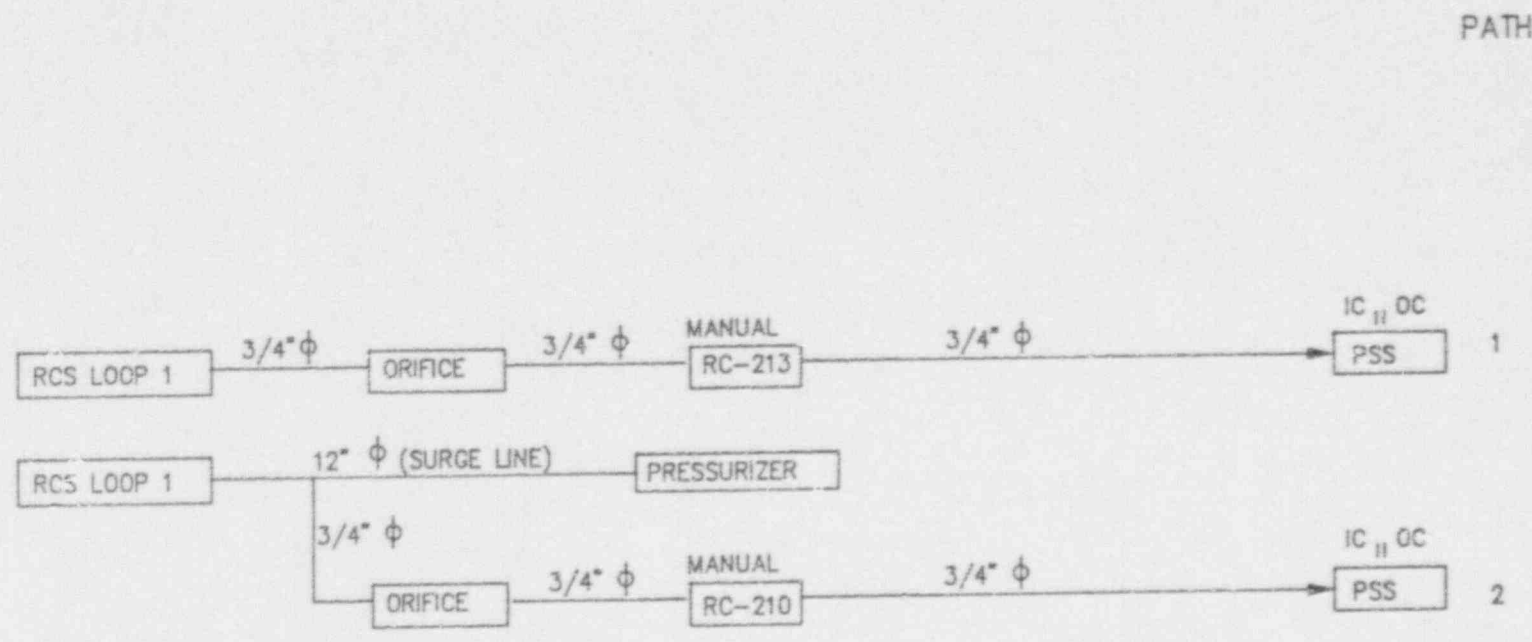 PATH
IC || OC
MANUAL
RCS LOOP 1 3/4" ϕ ORIFICE 3/4" ϕ RC-213 3/4" ϕ PSS 1
RCS LOOP 1 12" ϕ (SURGE LINE) PRESSURIZER
3/4" ϕ
IC || OC
MANUAL
ORIFICE 3/4" ϕ RC-210 3/4" ϕ PSS 2